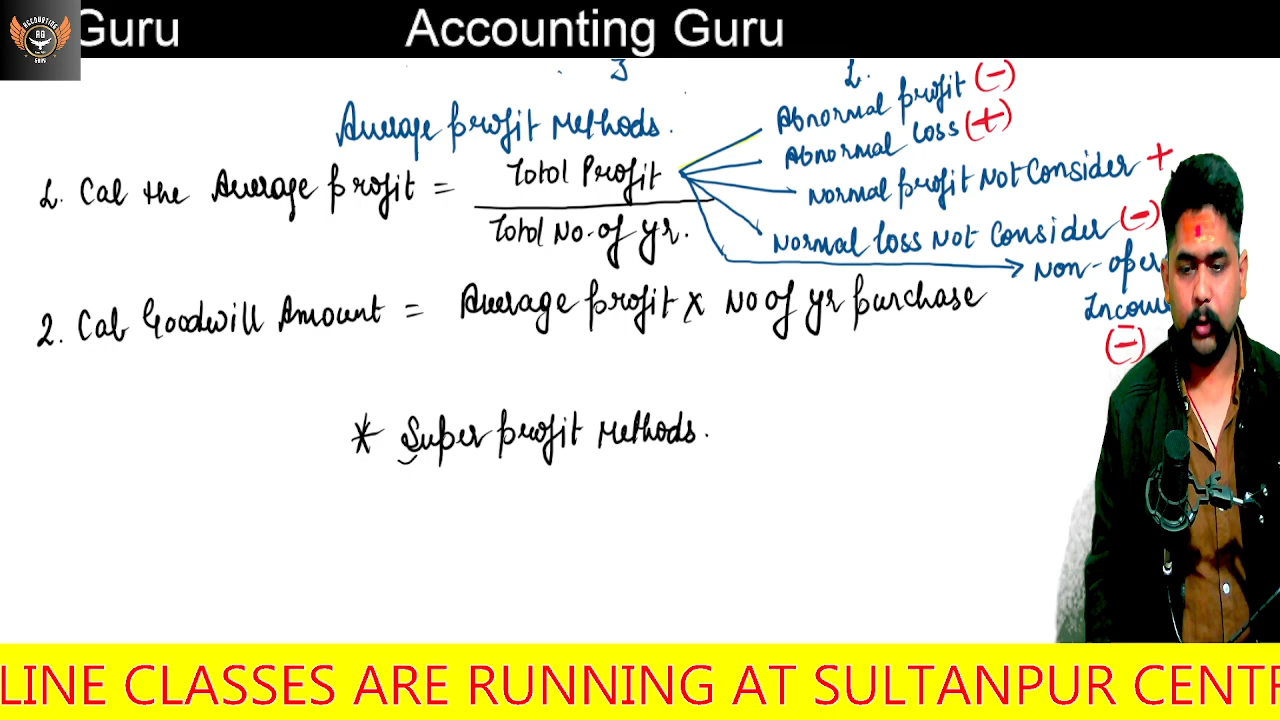 Guru
Accounting Guru
Average profit Methods.
Abnormal profit (-)
Abnormal loss (+)
Normal profit Not Consider +
Normal loss Not Consider (-)
Non-oper
Incom
(-)
1. Cal the Average profit = Total Profit
Total No. of yr.
2. Cal Goodwill Amount = Average profit x No of yr purchase
* Super profit Methods.
LINE CLASSES ARE RUNNING AT SULTANPUR CENTR